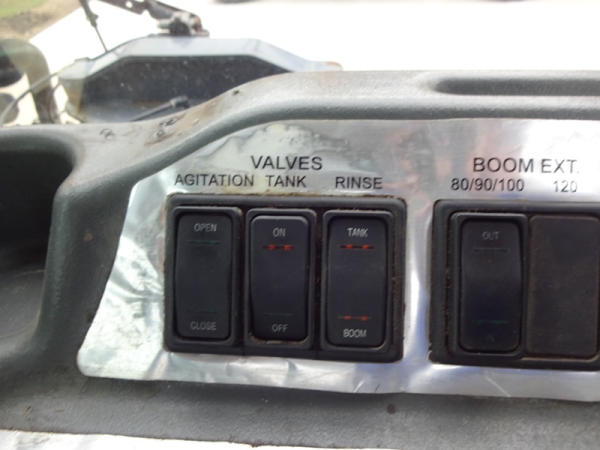 VALVES
AGITATION TANK RINSE
OPEN
CLOSE
ON
OFF
TANK
BOOM
BOOM EXT.
80/90/100 120
OUT